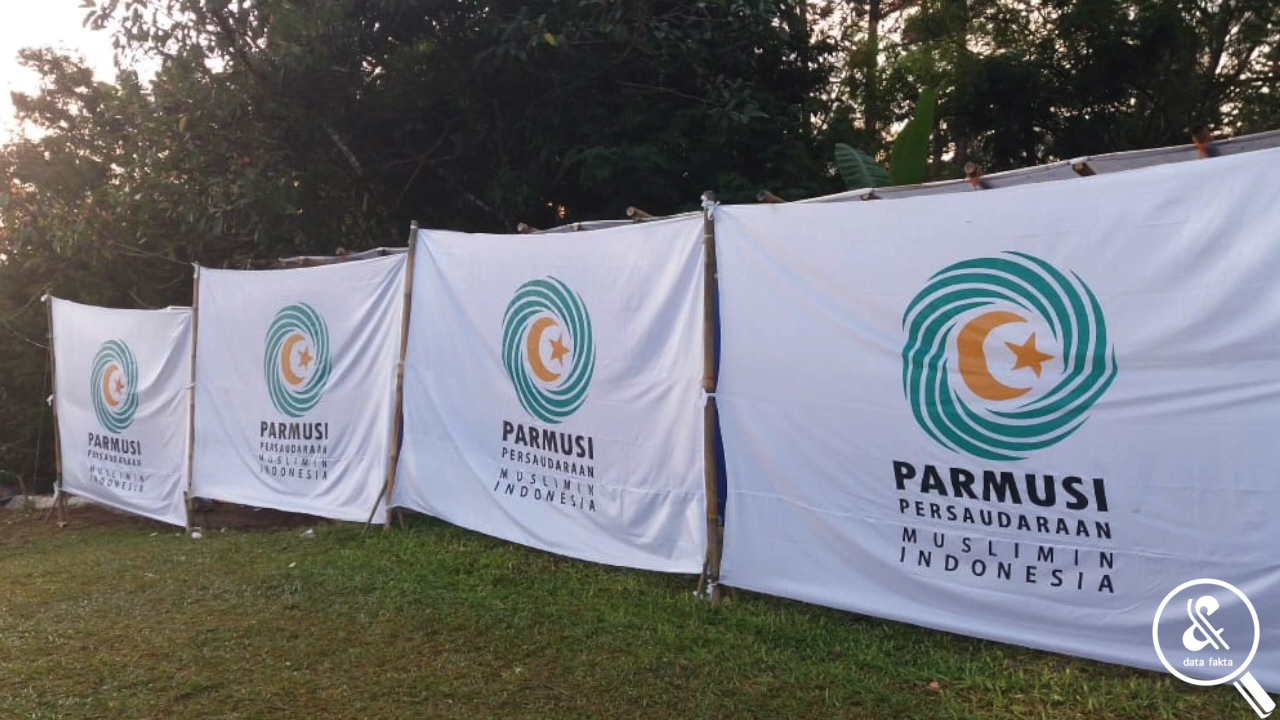 PARMUSI
PERSAUDARAAN
MUSLIMIN
INDONESIA
PARMUSI
PERSAUDARAAN
MUSLIMIN
INDONESIA
PARMUSI
PERSAUDARAAN
MUSLIMIN
INDONESIA
PARMUSI
PERSAUDARAAN
MUSLIMIN
INDONESIA
&
data fakta